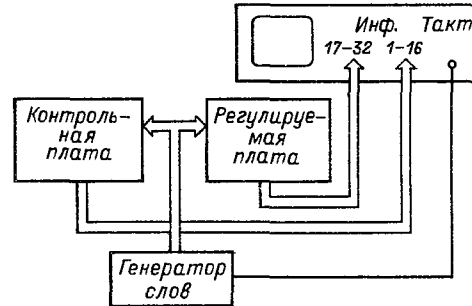 Инф. Такт
17–32 1–16
Контроль-
ная
плата
Регулируе-
мая
плата
Генератор
слов